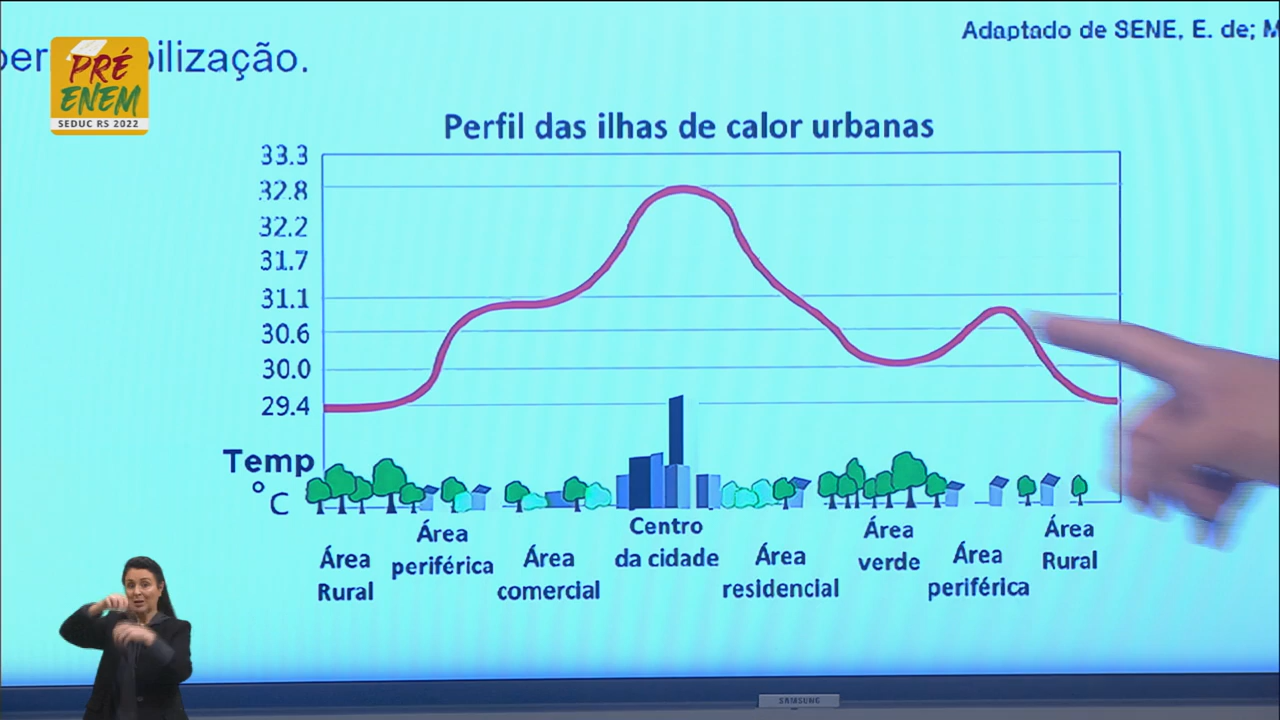 Adaptado de SENE, E. de;
bilização.
PRÉ
ENEM
SEDUC RS 2022
Perfil das ilhas de calor urbanas
33.3
32.8
32.2
31.7
31.1
30.6
30.0
29.4
Temp
°C
Área
Rural
Área
periférica
Área
comercial
Centro
da cidade
Área
residencial
Área
verde
Área
periférica
Área
Rural
SAMSUNG